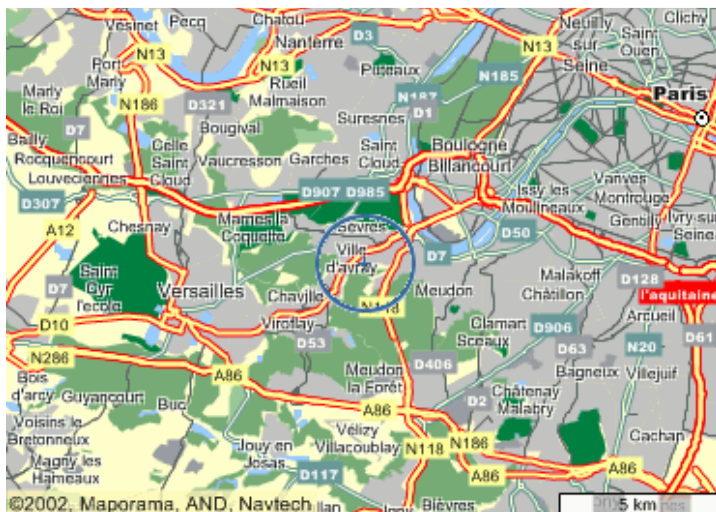 Vesinet
Pecq
Chatou
D3
N13
Neuilly
sur
Seine
Clichy
Saint
Ouen
N13
Port
Marly
Nanterre
N13
Puteaux
N185
Paris
Marly
le Roi
N186
D321
Rueil
Malmaison
N187
D1
D7
Bougival
Suresnes
Bailly
Rocquencourt
Louveciennes
Celle
Saint
Cloud
Vaucresson
Garches
Saint
Cloud
Boulogne
Billancourt
Vanves
Montrouge
Gentilly
Ivry-sur
Seine
D307
A12
Chesnay
D907
D985
Issy les
Moulineaux
Marnes la
Coquette
Sèvres
D50
Ville
d'avray
D7
Saint
Cyr
l'ecole
D7
Versailles
Chaville
N118
Meudon
Malakoff
Châtillon
D128
l'aquitaine
D10
Viroflay
Clamart
Sceaux
D906
Arcueil
D61
N286
D53
D63
N20
Bois
d'arcy
Guyancourt
A86
Meudon
la Forêt
D406
Bagneux
Villejuif
Voisins le
Bretonneux
Buc
A86
D2
Châtenay
Malabry
Magny les
Hameaux
Jouy en
Josas
Vélizy
Villacoublay
N118
N186
Cachan
D117
A86
A86
Bièvres
5 km
©2002, Maporama, AND, Navtech